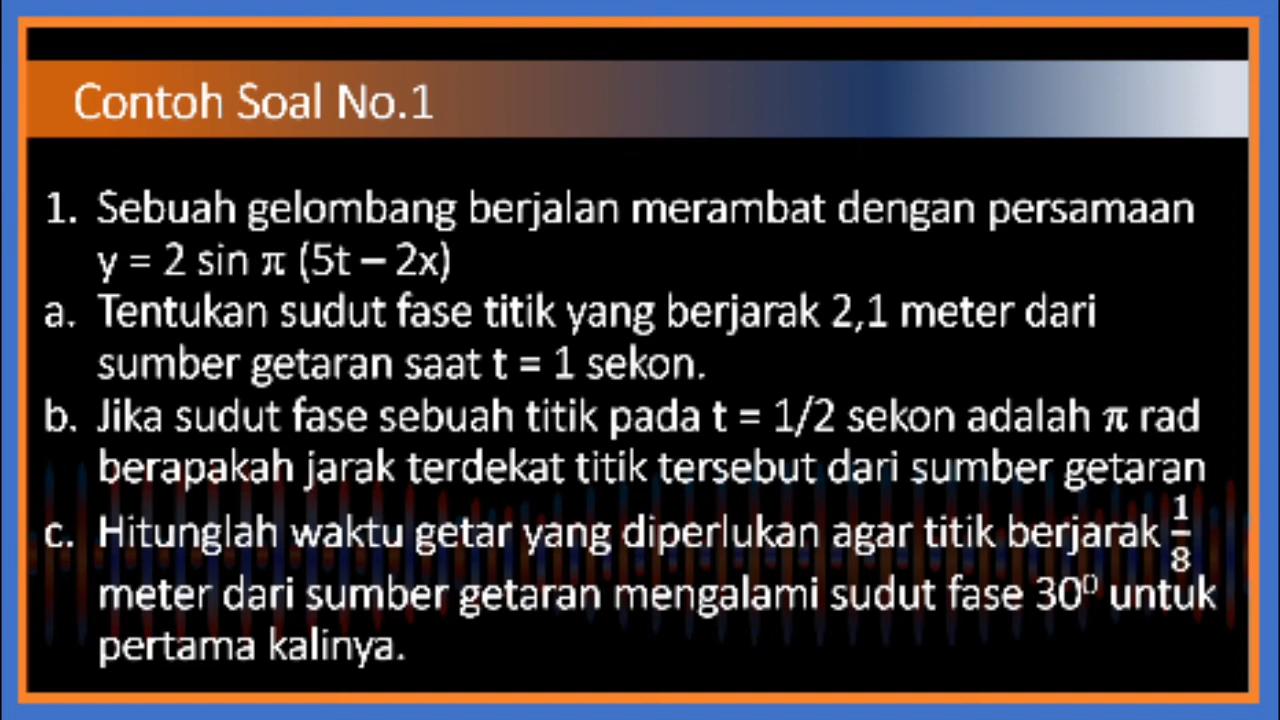 Contoh Soal No.1
1. Sebuah gelombang berjalan merambat dengan persamaan
y = 2 sin π (5t – 2x)
a. Tentukan sudut fase titik yang berjarak 2,1 meter dari
sumber getaran saat t = 1 sekon.
b. Jika sudut fase sebuah titik pada t = 1/2 sekon adalah π rad
berapakah jarak terdekat titik tersebut dari sumber getaran
c. Hitunglah waktu getar yang diperlukan agar titik berjarak 1/8
meter dari sumber getaran mengalami sudut fase 30⁰ untuk
pertama kalinya.